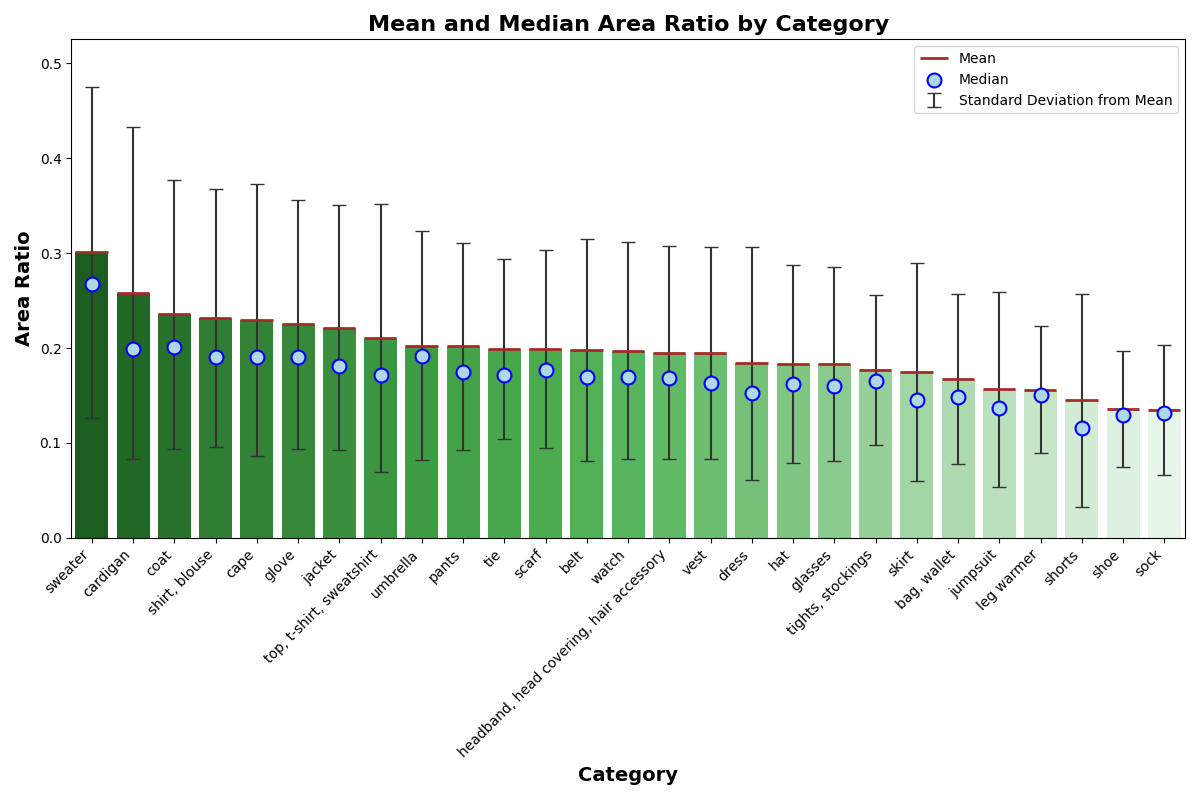 Mean and Median Area Ratio by Category
Mean
Median
Standard Deviation from Mean
Area Ratio
0.5
0.4
0.3
0.2
0.1
0.0
sweater
cardigan
coat
shirt, blouse
cape
glove
jacket
top, t-shirt, sweatshirt
umbrella
pants
tie
scarf
belt
watch
headband, head covering, hair accessory
vest
dress
hat
glasses
tights, stockings
skirt
bag, wallet
jumpsuit
leg warmer
shorts
shoe
sock
Category